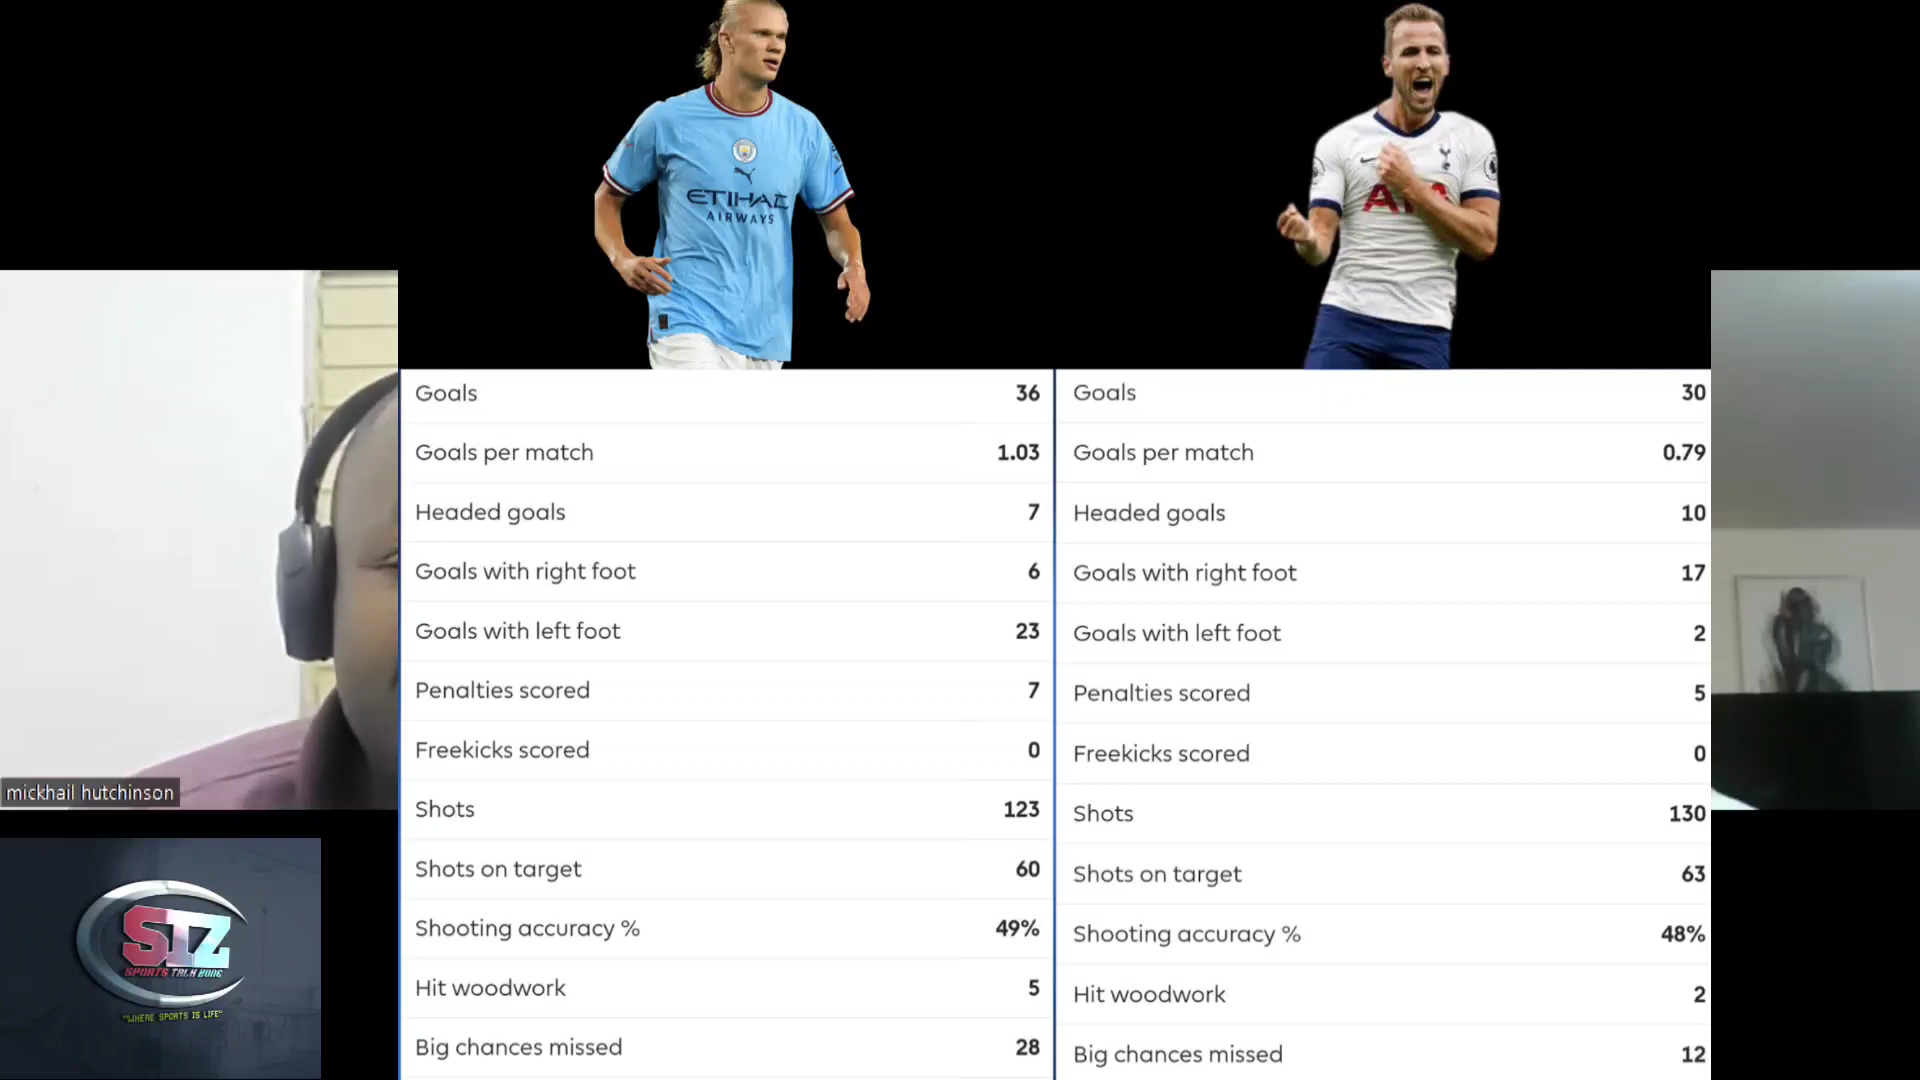 ETIHAD
AIRWAYS
Goals 36
Goals per match 1.03
Headed goals 7
Goals with right foot 6
Goals with left foot 23
Penalties scored 7
Freekicks scored 0
Shots 123
Shots on target 60
Shooting accuracy % 49%
Hit woodwork 5
Big chances missed 28
Goals 30
Goals per match 0.79
Headed goals 10
Goals with right foot 17
Goals with left foot 2
Penalties scored 5
Freekicks scored 0
Shots 130
Shots on target 63
Shooting accuracy % 48%
Hit woodwork 2
Big chances missed 12
mickhail hutchinson
STZ
SPORTS TALK ZONE
"WHERE SPORTS IS LIFE"